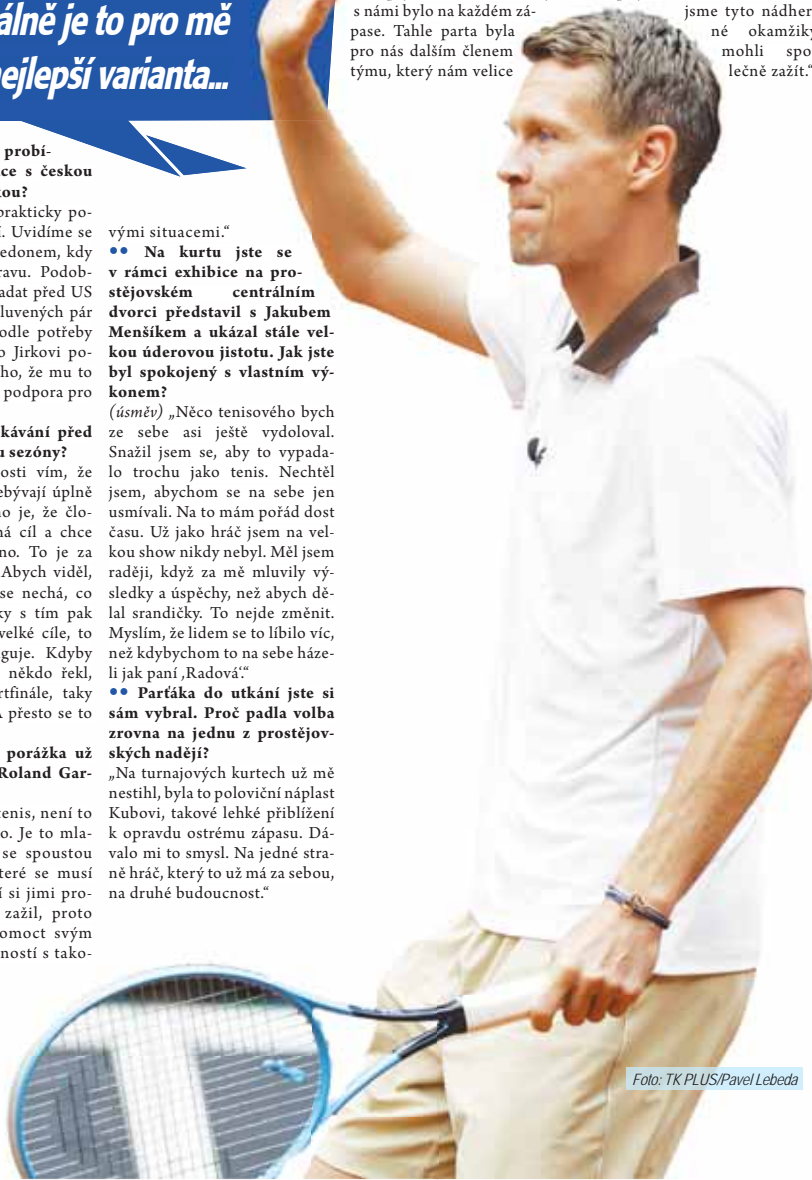 álně je to pro mě
nejlepší varianta...
s námi bylo na každém zá-
pase. Tahle parta byla
pro nás dalším členem
týmu, který nám velice
jsme tyto nádher-
né okamžiky
mohli spo-
lečně zažít.“
probí-
ce s českou
kou?
prakticky po-
í. Uvidíme se
edonem, kdy
ravu. Podob-
adat před US
luvených pár
odle potřeby
o Jirkovi po-
ho, že mu to
podpora pro
kávání před
u sezóny?
osti vím, že
ebývají úplně
o je, že člo-
ná cíl a chce
no. To je za
Abych viděl,
se nechá, co
ky s tím pak
velké cíle, to
guje. Kdyby
někdo řekl,
rtfinále, taky
A přesto se to
porážka už
Roland Gar-
tenis, není to
o. Je to mla-
se spoustou
teré se musí
í si jimi pro-
zažil, proto
omoct svým
ností s tako-
vými situacemi.“
•• Na kurtu jste se
v rámci exhibice na pro-
stějovském centrálním
dvorci představil s Jakubem
Menšíkem a ukázal stále vel-
kou úderovou jistotu. Jak jste
byl spokojený s vlastním vý-
konem?
(úsměv) „Něco tenisového bych
ze sebe asi ještě vydoloval.
Snažil jsem se, aby to vypada-
lo trochu jako tenis. Nechtěl
jsem, abychom se na sebe jen
usmívali. Na to mám pořád dost
času. Už jako hráč jsem na vel-
kou show nikdy nebyl. Měl jsem
raději, když za mě mluvily vý-
sledky a úspěchy, než abych dě-
lal srandičky. To nejde změnit.
Myslím, že lidem se to líbilo víc,
než kdybychom to na sebe háze-
li jak paní ‚Radová‘.“
•• Parťáka do utkání jste si
sám vybral. Proč padla volba
zrovna na jednu z prostějov-
ských nadějí?
„Na turnajových kurtech už mě
nestihl, byla to poloviční náplast
Kubovi, takové lehké přiblížení
k opravdu ostrému zápasu. Dá-
valo mi to smysl. Na jedné stra-
ně hráč, který to už má za sebou,
na druhé budoucnost.“
Foto: TK PLUS/Pavel Lebeda